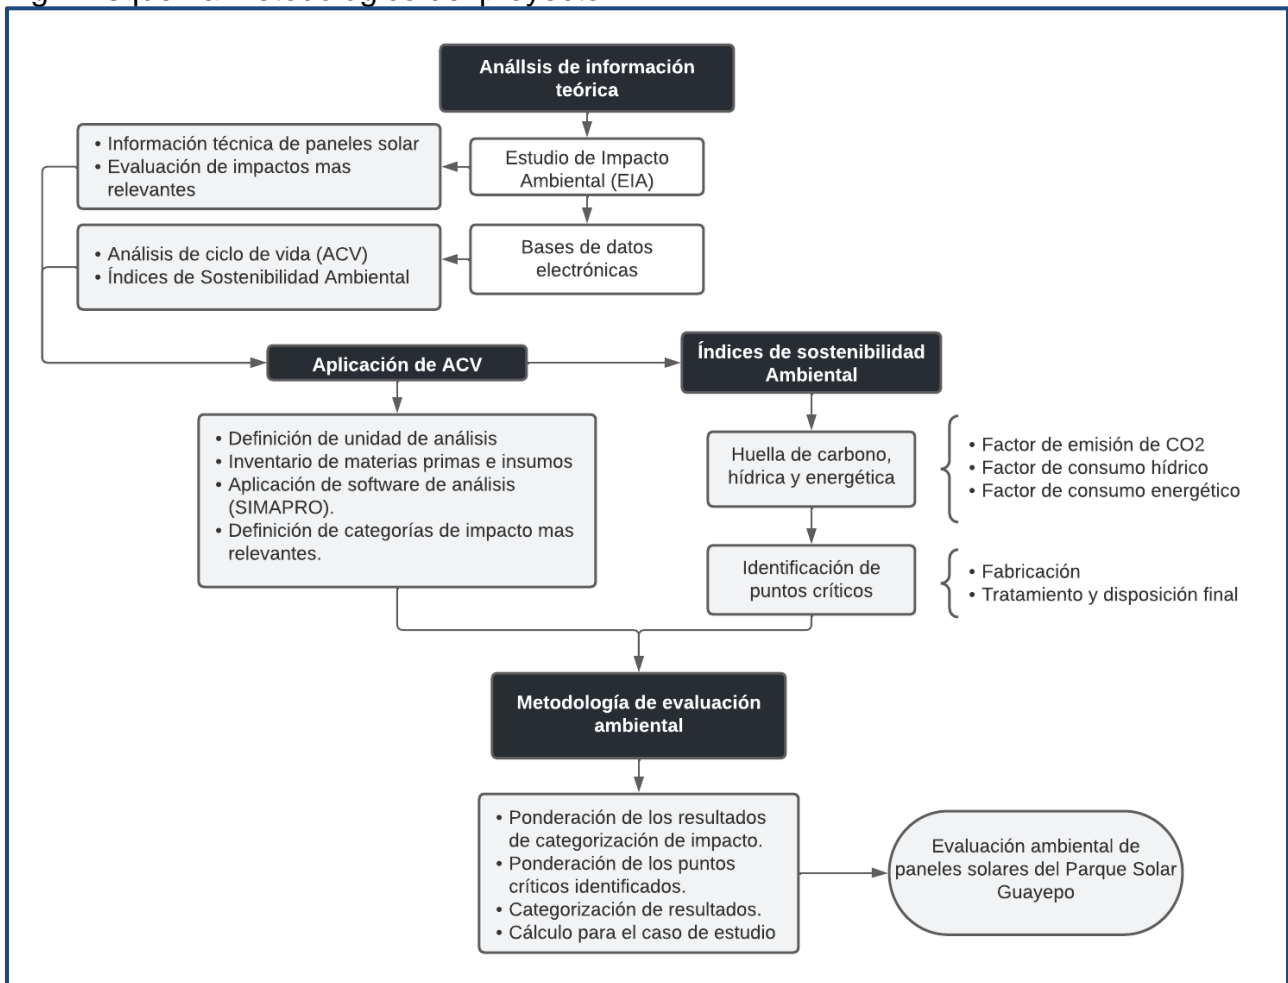 Análisis de información
teórica
• Información técnica de paneles solar
• Evaluación de impactos mas
relevantes
Estudio de Impacto
Ambiental (EIA)
• Análisis de ciclo de vida (ACV)
• Índices de Sostenibilidad Ambiental
Bases de datos
electrónicas
Aplicación de ACV
Índices de sostenibilidad
Ambiental
• Definición de unidad de análisis
• Inventario de materias primas e insumos
• Aplicación de software de análisis
(SIMAPRO).
• Definición de categorías de impacto mas
relevantes.
Huella de carbono,
hídrica y energética
• Factor de emisión de CO2
• Factor de consumo hídrico
• Factor de consumo energético
Identificación de
puntos críticos
• Fabricación
• Tratamiento y disposición final
Metodología de evaluación
ambiental
• Ponderación de los resultados
de categorización de impacto.
• Ponderación de los puntos
críticos identificados.
• Categorización de resultados.
• Cálculo para el caso de estudio
Evaluación ambiental de
paneles solares del Parque Solar
Guayepo